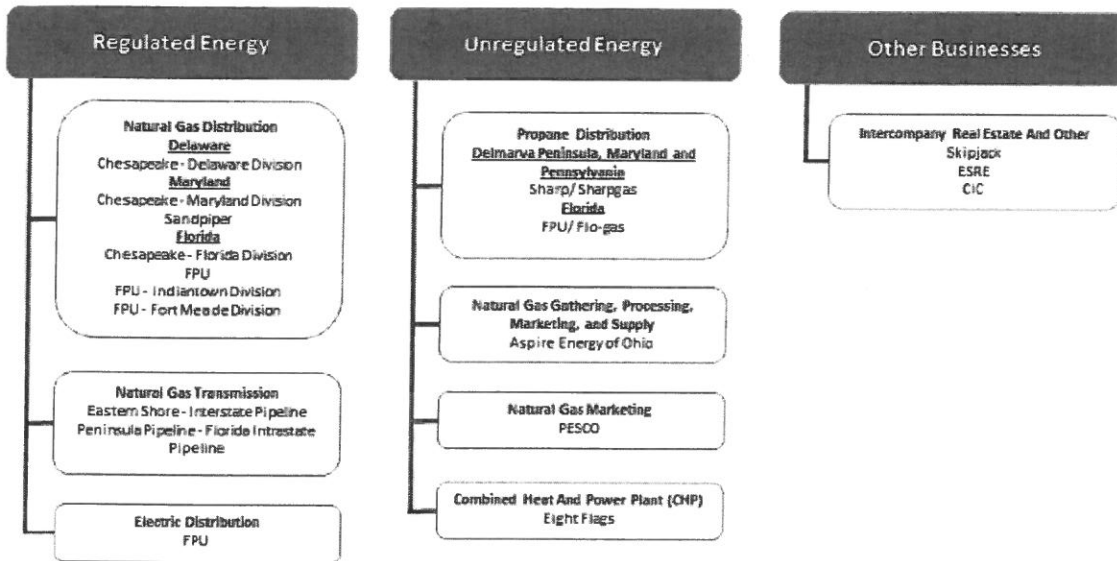 Regulated Energy
Natural Gas Distribution
Delaware
Chesapeake - Delaware Division
Maryland
Chesapeake - Maryland Division
Sandpiper
Florida
Chesapeake - Florida Division
FPU
FPU - Indiantown Division
FPU - Fort Meade Division
Natural Gas Transmission
Eastern Shore - Interstate Pipeline
Peninsula Pipeline - Florida Intrastate
Pipeline
Electric Distribution
FPU
Unregulated Energy
Propane Distribution
Delmarva Peninsula, Maryland and
Pennsylvania
Sharp/ Sharpgas
Florida
FPU/ Flo-gas
Natural Gas Gathering, Processing,
Marketing, and Supply
Aspire Energy of Ohio
Natural Gas Marketing
PESCO
Combined Heat And Power Plant (CHP)
Eight Flags
Other Businesses
Intercompany Real Estate And Other
Skipjack
ESRE
CIC